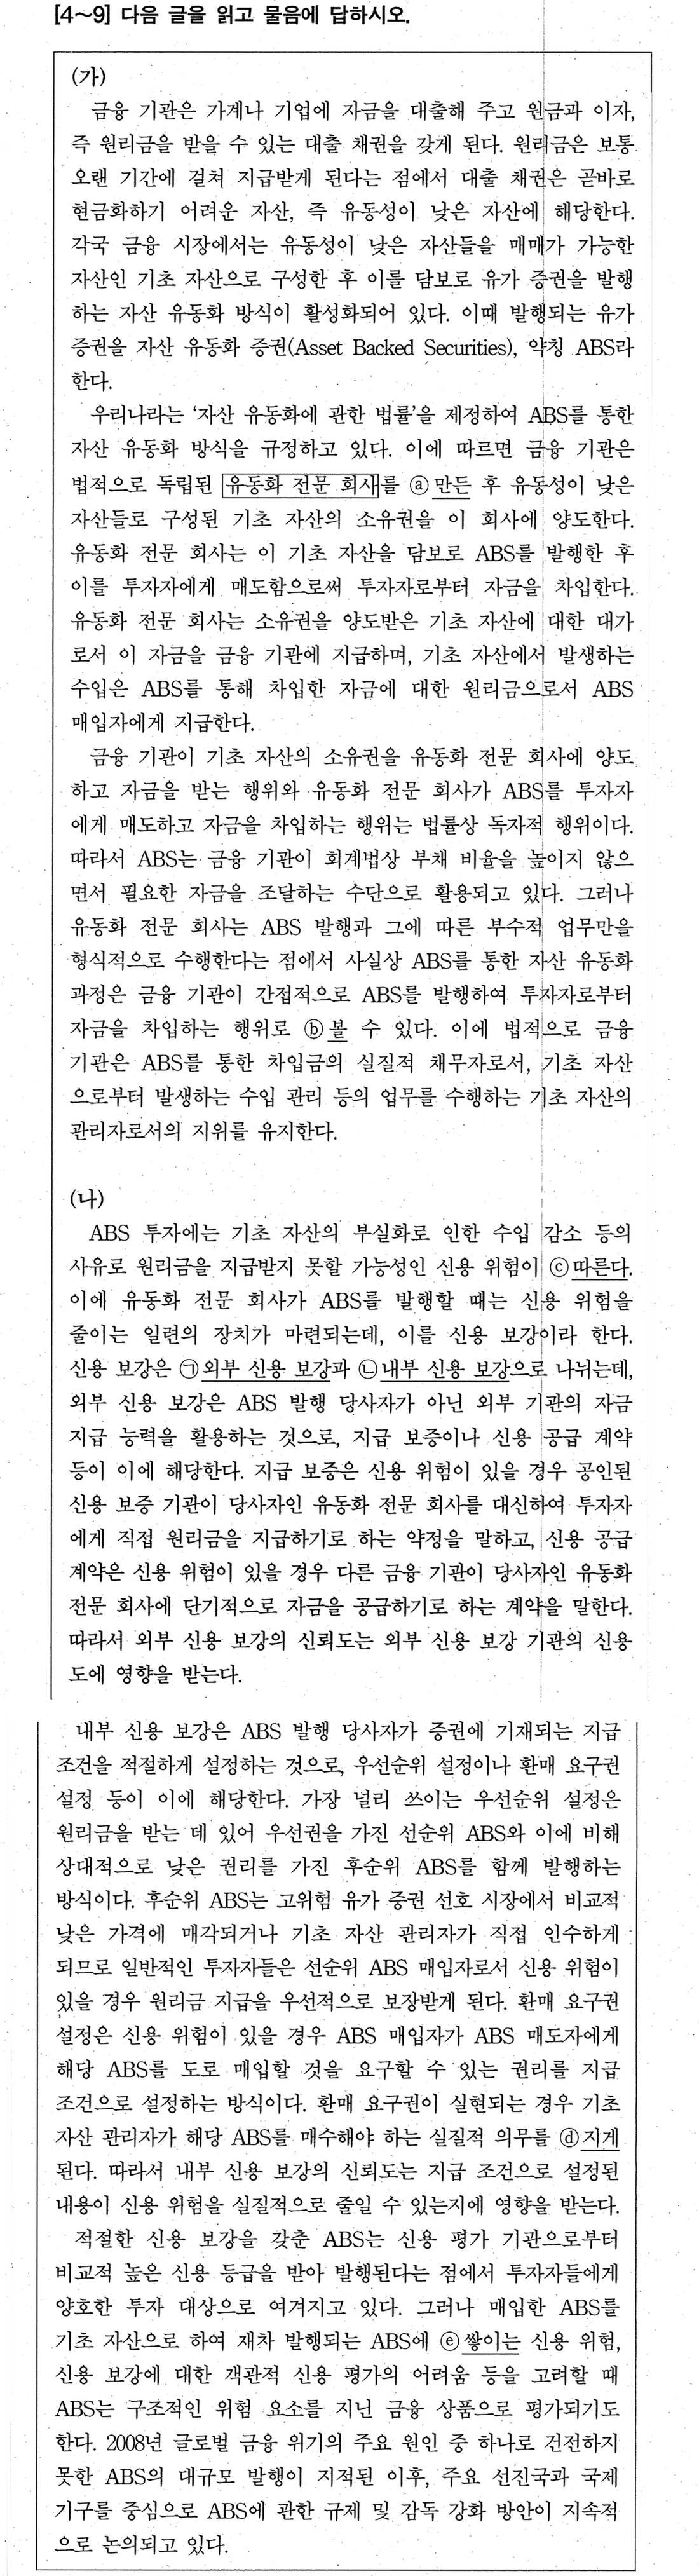 [4~9] 다음 글을 읽고 물음에 답하시오.
(가)
금융 기관은 가계나 기업에 자금을 대출해 주고 원금과 이자,
즉 원리금을 받을 수 있는 대출 채권을 갖게 된다. 원리금은 보통
오랜 기간에 걸쳐 지급받게 된다는 점에서 대출 채권은 곧바로
현금화하기 어려운 자산, 즉 유동성이 낮은 자산에 해당한다.
각국 금융 시장에서는 유동성이 낮은 자산들을 매매가 가능한
자산인 기초 자산으로 구성한 후 이를 담보로 유가 증권을 발행
하는 자산 유동화 방식이 활성화되어 있다. 이때 발행되는 유가
증권을 자산 유동화 증권(Asset Backed Securities), 약칭 ABS라
한다.
우리나라는 '자산 유동화에 관한 법률'을 제정하여 ABS를 통한
자산 유동화 방식을 규정하고 있다. 이에 따르면 금융 기관은
법적으로 독립된 유동화 전문 회사를 ⓐ만든 후 유동성이 낮은
자산들로 구성된 기초 자산의 소유권을 이 회사에 양도한다.
유동화 전문 회사는 이 기초 자산을 담보로 ABS를 발행한 후
이를 투자자에게 매도함으로써 투자자로부터 자금을 차입한다.
유동화 전문 회사는 소유권을 양도받은 기초 자산에 대한 대가
로서 이 자금을 금융 기관에 지급하며, 기초 자산에서 발생하는
수입은 ABS를 통해 차입한 자금에 대한 원리금으로서 ABS
매입자에게 지급한다.
금융 기관이 기초 자산의 소유권을 유동화 전문 회사에 양도
하고 자금을 받는 행위와 유동화 전문 회사가 ABS를 투자자
에게 매도하고 자금을 차입하는 행위는 법률상 독자적 행위이다.
따라서 ABS는 금융 기관이 회계법상 부채 비율을 높이지 않으
면서 필요한 자금을 조달하는 수단으로 활용되고 있다. 그러나
유동화 전문 회사는 ABS 발행과 그에 따른 부수적 업무만을
형식적으로 수행한다는 점에서 사실상 ABS를 통한 자산 유동화
과정은 금융 기관이 간접적으로 ABS를 발행하여 투자자로부터
자금을 차입하는 행위로 ⓑ볼 수 있다. 이에 법적으로 금융
기관은 ABS를 통한 차입금의 실질적 채무자로서, 기초 자산
으로부터 발생하는 수입 관리 등의 업무를 수행하는 기초 자산의
관리자로서의 지위를 유지한다.
(나)
ABS 투자에는 기초 자산의 부실화로 인한 수입 감소 등의
사유로 원리금을 지급받지 못할 가능성인 신용 위험이 ⓒ따른다.
이에 유동화 전문 회사가 ABS를 발행할 때는 신용 위험을
줄이는 일련의 장치가 마련되는데, 이를 신용 보강이라 한다.
신용 보강은 ㉠외부 신용 보강과 ㉡내부 신용 보강으로 나뉘는데,
외부 신용 보강은 ABS 발행 당사자가 아닌 외부 기관의 자금
지급 능력을 활용하는 것으로, 지급 보증이나 신용 공급 계약
등이 이에 해당한다. 지급 보증은 신용 위험이 있을 경우 공인된
신용 보증 기관이 당사자인 유동화 전문 회사를 대신하여 투자자
에게 직접 원리금을 지급하기로 하는 약정을 말하고, 신용 공급
계약은 신용 위험이 있을 경우 다른 금융 기관이 당사자인 유동화
전문 회사에 단기적으로 자금을 공급하기로 하는 계약을 말한다.
따라서 외부 신용 보강의 신뢰도는 외부 신용 보강 기관의 신용
도에 영향을 받는다.
내부 신용 보강은 ABS 발행 당사자가 증권에 기재되는 지급
조건을 적절하게 설정하는 것으로, 우선순위 설정이나 환매 요구권
설정 등이 이에 해당한다. 가장 널리 쓰이는 우선순위 설정은
원리금을 받는 데 있어 우선권을 가진 선순위 ABS와 이에 비해
상대적으로 낮은 권리를 가진 후순위 ABS를 함께 발행하는
방식이다. 후순위 ABS는 고위험 유가 증권 선호 시장에서 비교적
낮은 가격에 매각되거나 기초 자산 관리자가 직접 인수하게
되므로 일반적인 투자자들은 선순위 ABS 매입자로서 신용 위험이
있을 경우 원리금 지급을 우선적으로 보장받게 된다. 환매 요구권
설정은 신용 위험이 있을 경우 ABS 매입자가 ABS 매도자에게
해당 ABS를 도로 매입할 것을 요구할 수 있는 권리를 지급
조건으로 설정하는 방식이다. 환매 요구권이 실현되는 경우 기초
자산 관리자가 해당 ABS를 매수해야 하는 실질적 의무를 ⓓ지게
된다. 따라서 내부 신용 보강의 신뢰도는 지급 조건으로 설정된
내용이 신용 위험을 실질적으로 줄일 수 있는지에 영향을 받는다.
적절한 신용 보강을 갖춘 ABS는 신용 평가 기관으로부터
비교적 높은 신용 등급을 받아 발행된다는 점에서 투자자들에게
양호한 투자 대상으로 여겨지고 있다. 그러나 매입한 ABS를
기초 자산으로 하여 재차 발행되는 ABS에 ⓔ쌓이는 신용 위험,
신용 보강에 대한 객관적 신용 평가의 어려움 등을 고려할 때
ABS는 구조적인 위험 요소를 지닌 금융 상품으로 평가되기도
한다. 2008년 글로벌 금융 위기의 주요 원인 중 하나로 건전하지
못한 ABS의 대규모 발행이 지적된 이후, 주요 선진국과 국제
기구를 중심으로 ABS에 관한 규제 및 감독 강화 방안이 지속적
으로 논의되고 있다.